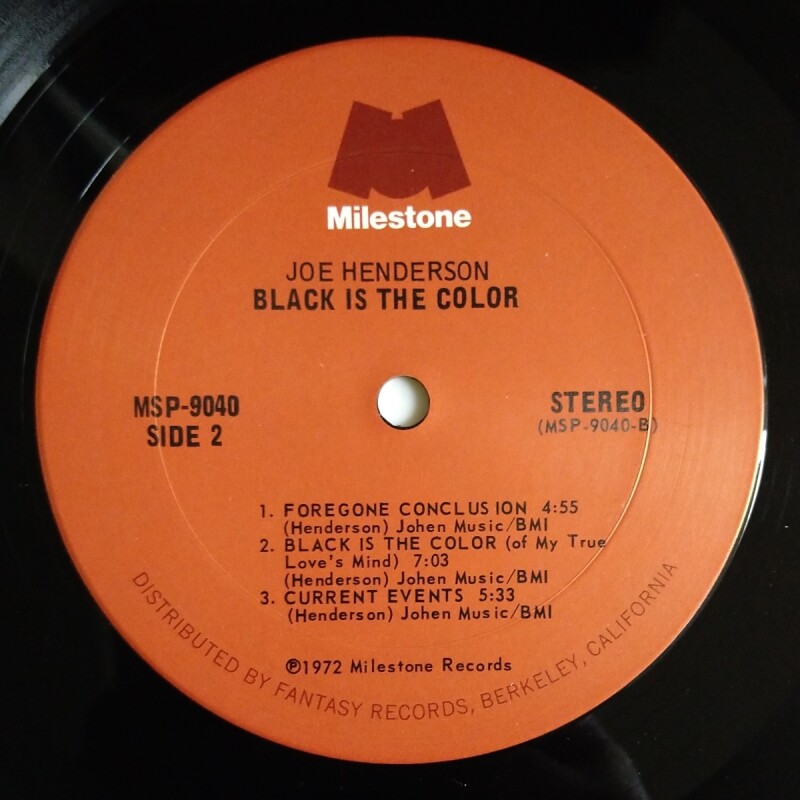 Milestone
JOE HENDERSON
BLACK IS THE COLOR
MSP-9040
SIDE 2
STEREO
(MSP-9040-B)
1. FOREGONE CONCLUSION 4:55
(Henderson) Johen Music/BMI
2. BLACK IS THE COLOR (of My True
Love's Mind) 7:03
(Henderson) Johen Music/BMI
3. CURRENT EVENTS 5:33
(Henderson) Johen Music/BMI
℗1972 Milestone Records
DISTRIBUTED BY FANTASY RECORDS, BERKELEY, CALIFORNIA